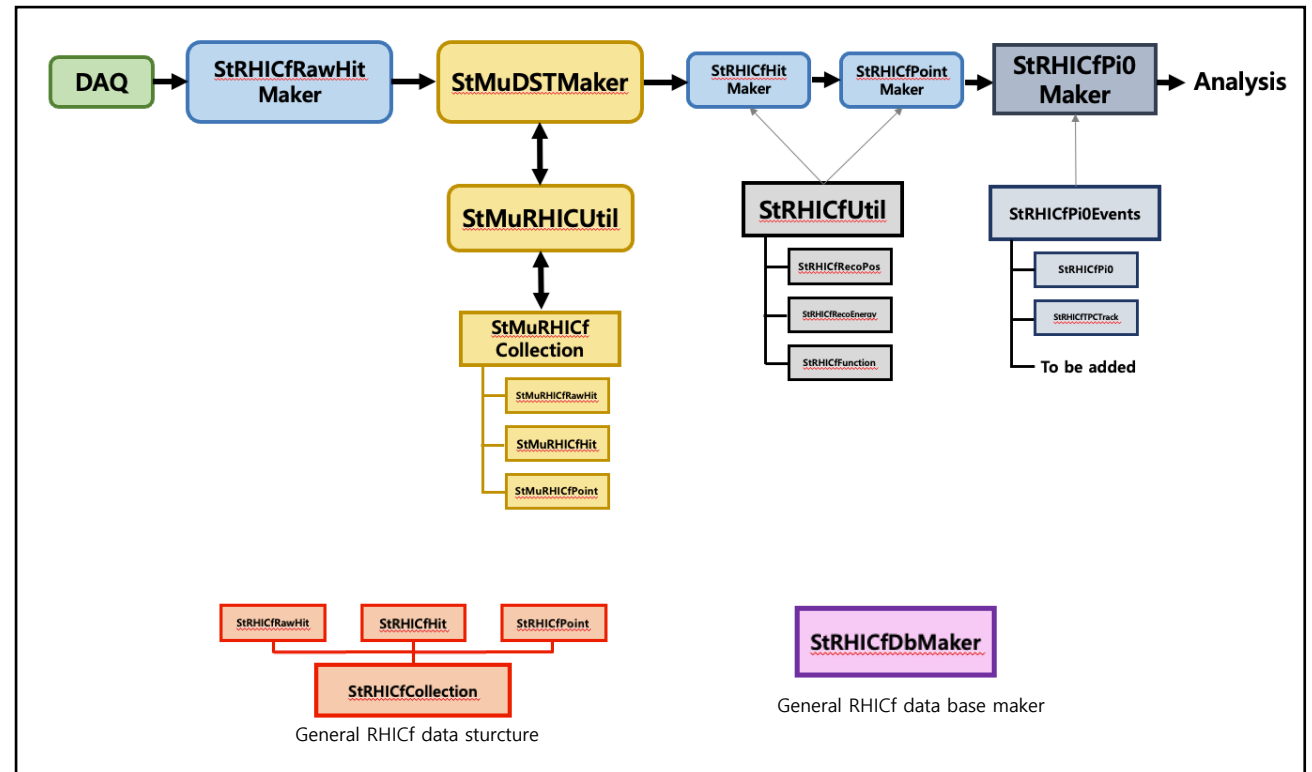 DAQ
StRHICfRawHit
Maker
StMuDSTMaker
StRHICfHit
Maker
StRHICfPoint
Maker
StRHICfPi0
Maker
Analysis
StMuRHICUtil
StRHICfUtil
StRHICfPi0Events
StRHICfRecoPos
StRHICfRecoEnergy
StRHICfFunction
StRHICfPi0
StRHICfTPCTrack
To be added
StMuRHICf
Collection
StMuRHICfRawHit
StMuRHICfHit
StMuRHICfPoint
StRHICfRawHit
StRHICfHit
StRHICfPoint
StRHICfCollection
General RHICf data sturcture
StRHICfDbMaker
General RHICf data base maker